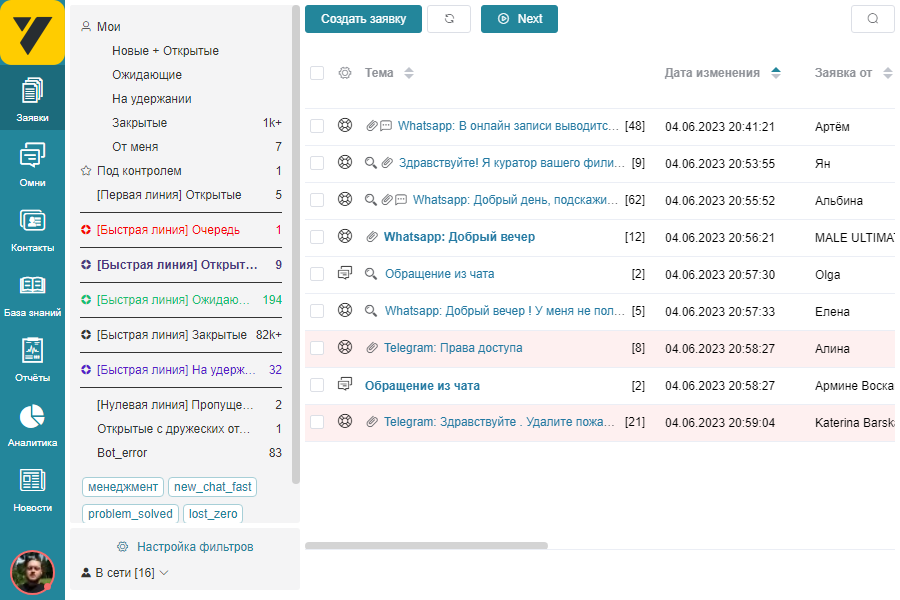 Заявки
Омни
Контакты
База знаний
Отчёты
Аналитика
Новости
Мои
Новые + Открытые
Ожидающие
На удержании
Закрытые 1k+
От меня 7
Под контролем 1
[Первая линия] Открытые 5
[Быстрая линия] Очередь 1
[Быстрая линия] Открыт... 9
[Быстрая линия] Ожидаю... 194
[Быстрая линия] Закрытые 82k+
[Быстрая линия] На удерж... 32
[Нулевая линия] Пропуще... 2
Открытые с дружеских от... 1
Bot_error 83
менеджмент new_chat_fast
problem_solved lost_zero
Настройка фильтров
В сети [16]
Создать заявку Next
Тема Дата изменения Заявка от
Whatsapp: В онлайн записи выводитс... [48] 04.06.2023 20:41:21 Артём
Здравствуйте! Я куратор вашего фили... [9] 04.06.2023 20:53:55 Ян
Whatsapp: Добрый день, подскажи... [62] 04.06.2023 20:55:52 Альбина
Whatsapp: Добрый вечер [12] 04.06.2023 20:56:21 MALE ULTIMA
Обращение из чата [2] 04.06.2023 20:57:30 Olga
Whatsapp: Добрый вечер ! У меня не пол... [5] 04.06.2023 20:57:33 Елена
Telegram: Права доступа [8] 04.06.2023 20:58:27 Алина
Обращение из чата [2] 04.06.2023 20:58:27 Армине Воска
Telegram: Здравствуйте . Удалите пожа... [21] 04.06.2023 20:59:04 Katerina Barsk